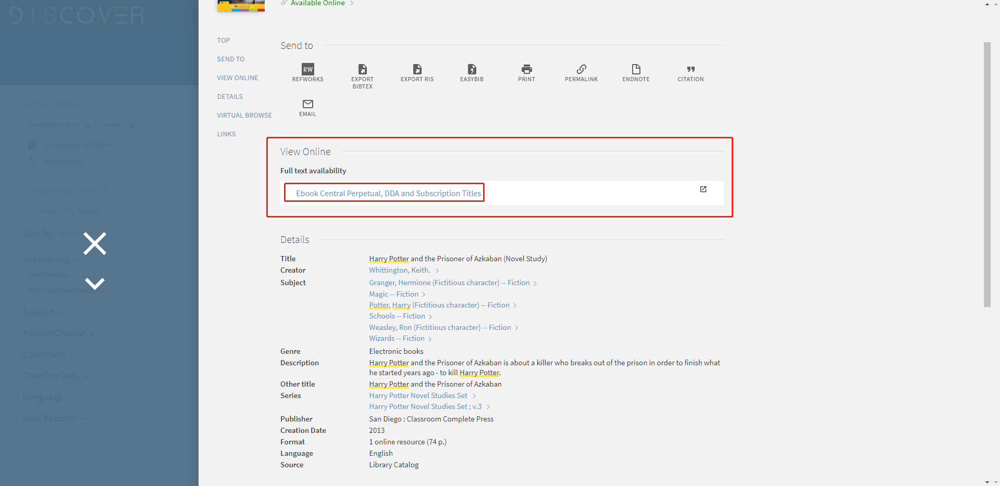 DISCOVER
Active filters
Available online
Books
Remember all filters
Reset filters
Tweak your results
Expand My Results
Sort by
Availability
Open Access
Peer-reviewed Journals
Subject
Author/Creator
Collection
Creation Date
Language
New Records
Available Online
TOP
SEND TO
VIEW ONLINE
DETAILS
VIRTUAL BROWSE
LINKS
Send to
RW
REFWORKS
EXPORT
BIBTEX
EXPORT RIS
EASYBIB
PRINT
PERMALINK
ENDNOTE
CITATION
EMAIL
View Online
Full text availability
Ebook Central Perpetual, DDA and Subscription Titles
Details
Title Harry Potter and the Prisoner of Azkaban (Novel Study)
Creator Whittington, Keith.
Subject Granger, Hermione (Fictitious character) -- Fiction
Magic -- Fiction
Potter, Harry (Fictitious character) -- Fiction
Schools -- Fiction
Weasley, Ron (Fictitious character) -- Fiction
Wizards -- Fiction
Genre Electronic books
Description Harry Potter and the Prisoner of Azkaban is about a killer who breaks out of the prison in order to finish what
he started years ago - to kill Harry Potter.
Other title Harry Potter and the Prisoner of Azkaban
Series Harry Potter Novel Studies Set
Harry Potter Novel Studies Set ; v.3
Publisher San Diego : Classroom Complete Press
Creation Date 2013
Format 1 online resource (74 p.)
Language English
Source Library Catalog